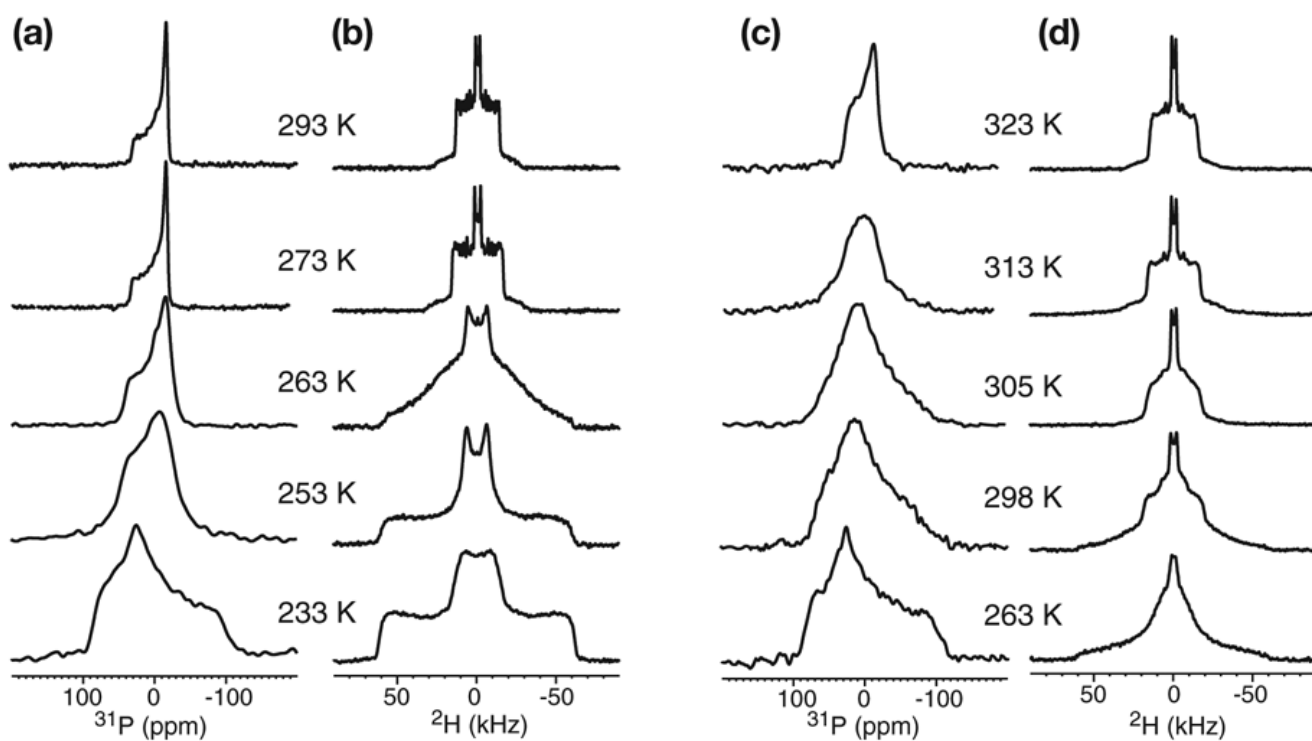 (a) (b) (c) (d)
293 K 323 K
273 K 313 K
263 K 305 K
253 K 298 K
233 K 263 K
100 0 -100 50 0 -50 100 0 -100 50 0 -50
³¹P (ppm) ²H (kHz) ³¹P (ppm) ²H (kHz)